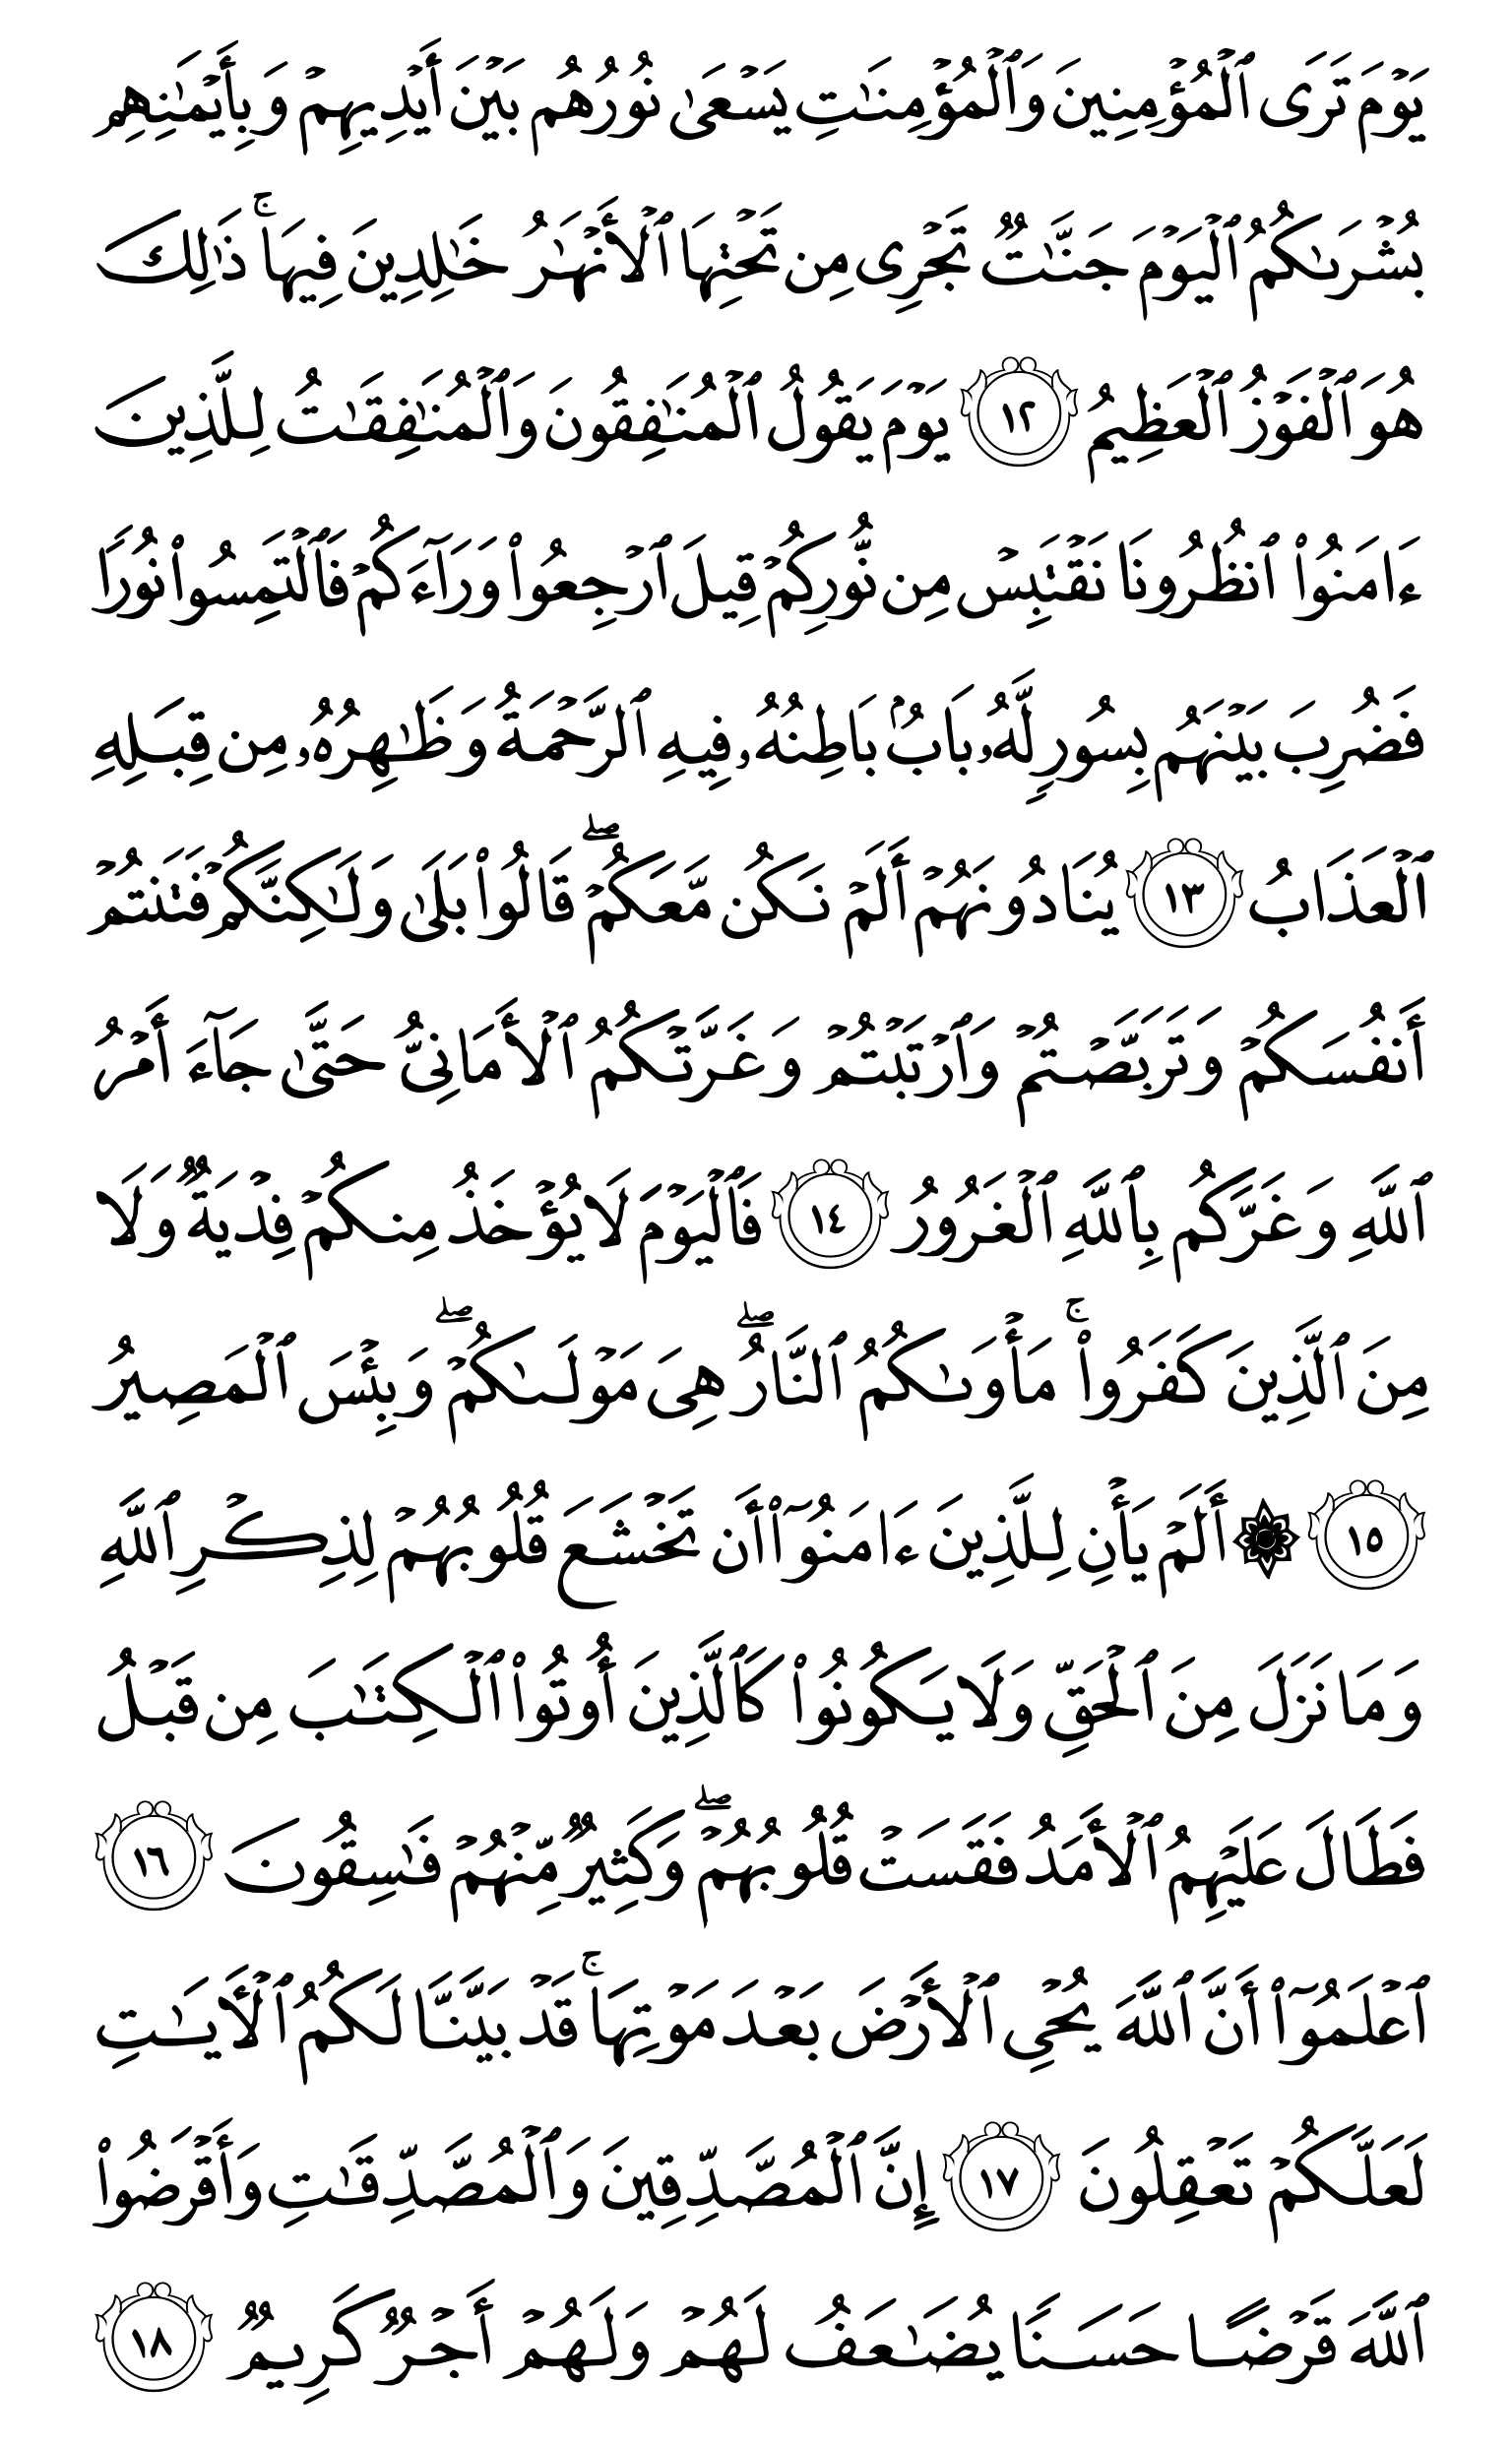 يَوْمَ تَرَى ٱلْمُؤْمِنِينَ وَٱلْمُؤْمِنَٰتِ يَسْعَىٰ نُورُهُم بَيْنَ أَيْدِيهِمْ وَبِأَيْمَٰنِهِم
بُشْرَىٰكُمُ ٱلْيَوْمَ جَنَّٰتٌ تَجْرِى مِن تَحْتِهَا ٱلْأَنْهَٰرُ خَٰلِدِينَ فِيهَا ۚ ذَٰلِكَ
هُوَ ٱلْفَوْزُ ٱلْعَظِيمُ ١٢ يَوْمَ يَقُولُ ٱلْمُنَٰفِقُونَ وَٱلْمُنَٰفِقَٰتُ لِلَّذِينَ
ءَامَنُوا۟ ٱنظُرُونَا نَقْتَبِسْ مِن نُّورِكُمْ قِيلَ ٱرْجِعُوا۟ وَرَآءَكُمْ فَٱلْتَمِسُوا۟ نُورًا
فَضُرِبَ بَيْنَهُم بِسُورٍ لَّهُۥ بَابٌۢ بَاطِنُهُۥ فِيهِ ٱلرَّحْمَةُ وَظَٰهِرُهُۥ مِن قِبَلِهِ
ٱلْعَذَابُ ١٣ يُنَادُونَهُمْ أَلَمْ نَكُن مَّعَكُمْ ۖ قَالُوا۟ بَلَىٰ وَلَٰكِنَّكُمْ فَتَنتُمْ
أَنفُسَكُمْ وَتَرَبَّصْتُمْ وَٱرْتَبْتُمْ وَغَرَّتْكُمُ ٱلْأَمَانِىُّ حَتَّىٰ جَآءَ أَمْرُ
ٱللَّهِ وَغَرَّكُم بِٱللَّهِ ٱلْغَرُورُ ١٤ فَٱلْيَوْمَ لَا يُؤْخَذُ مِنكُمْ فِدْيَةٌ وَلَا
مِنَ ٱلَّذِينَ كَفَرُوا۟ ۚ مَأْوَىٰكُمُ ٱلنَّارُ ۖ هِىَ مَوْلَىٰكُمْ ۖ وَبِئْسَ ٱلْمَصِيرُ
١٥ ۞ أَلَمْ يَأْنِ لِلَّذِينَ ءَامَنُوٓا۟ أَن تَخْشَعَ قُلُوبُهُمْ لِذِكْرِ ٱللَّهِ
وَمَا نَزَلَ مِنَ ٱلْحَقِّ وَلَا يَكُونُوا۟ كَٱلَّذِينَ أُوتُوا۟ ٱلْكِتَٰبَ مِن قَبْلُ
فَطَالَ عَلَيْهِمُ ٱلْأَمَدُ فَقَسَتْ قُلُوبُهُمْ ۖ وَكَثِيرٌ مِّنْهُمْ فَٰسِقُونَ ١٦
ٱعْلَمُوٓا۟ أَنَّ ٱللَّهَ يُحْىِ ٱلْأَرْضَ بَعْدَ مَوْتِهَا ۚ قَدْ بَيَّنَّا لَكُمُ ٱلْـَٔايَٰتِ
لَعَلَّكُمْ تَعْقِلُونَ ١٧ إِنَّ ٱلْمُصَّدِّقِينَ وَٱلْمُصَّدِّقَٰتِ وَأَقْرَضُوا۟
ٱللَّهَ قَرْضًا حَسَنًا يُضَٰعَفُ لَهُمْ وَلَهُمْ أَجْرٌ كَرِيمٌ ١٨